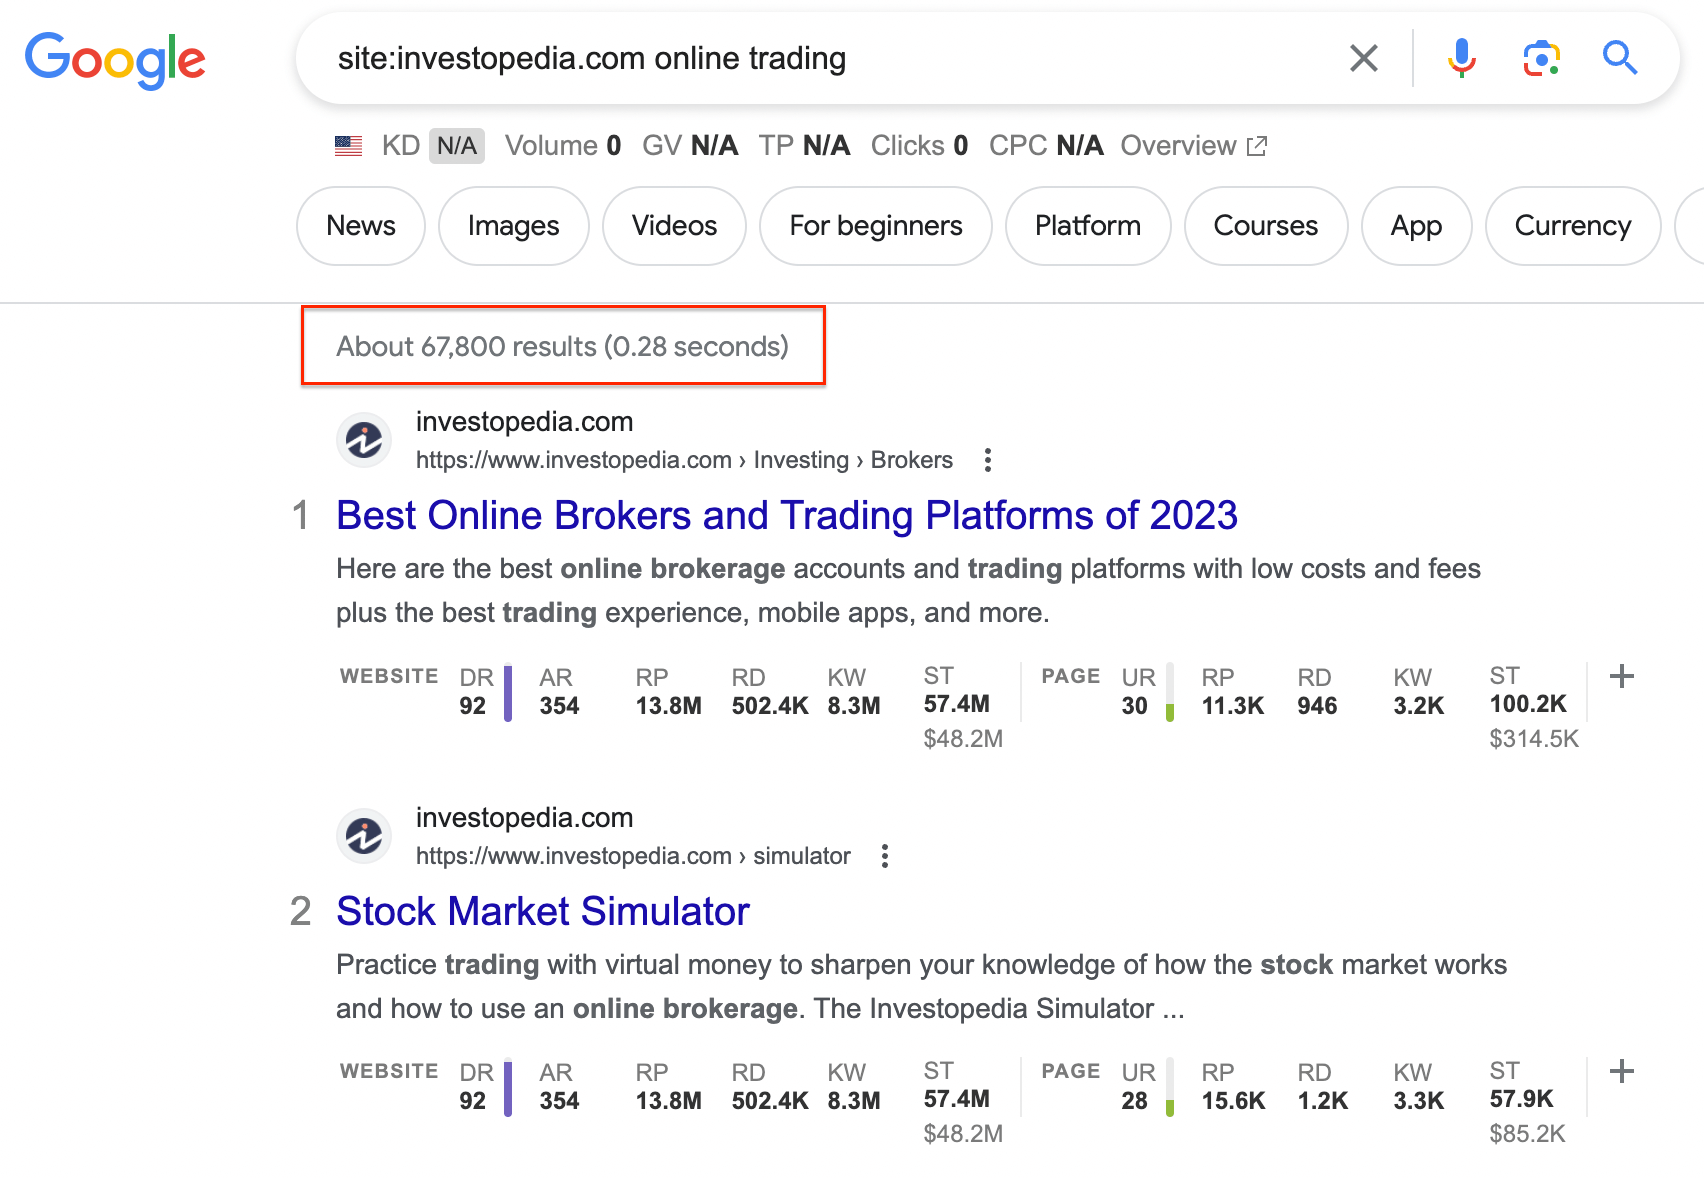 Google
site:investopedia.com online trading
KD N/A Volume 0 GV N/A TP N/A Clicks 0 CPC N/A Overview
News Images Videos For beginners Platform Courses App Currency
About 67,800 results (0.28 seconds)
investopedia.com
https://www.investopedia.com › Investing › Brokers
1 Best Online Brokers and Trading Platforms of 2023
Here are the best online brokerage accounts and trading platforms with low costs and fees
plus the best trading experience, mobile apps, and more.
WEBSITE DR AR RP RD KW ST PAGE UR RP RD KW ST
92 354 13.8M 502.4K 8.3M 57.4M 30 11.3K 946 3.2K 100.2K
$48.2M $314.5K
investopedia.com
https://www.investopedia.com › simulator
2 Stock Market Simulator
Practice trading with virtual money to sharpen your knowledge of how the stock market works
and how to use an online brokerage. The Investopedia Simulator ...
WEBSITE DR AR RP RD KW ST PAGE UR RP RD KW ST
92 354 13.8M 502.4K 8.3M 57.4M 28 15.6K 1.2K 3.3K 57.9K
$48.2M $85.2K